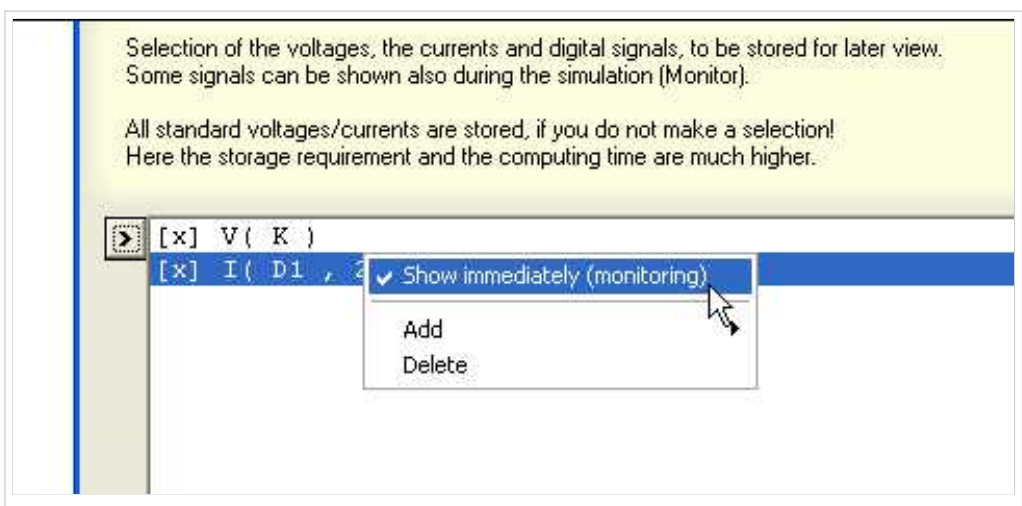 Selection of the voltages, the currents and digital signals, to be stored for later view.
Some signals can be shown also during the simulation (Monitor).
All standard voltages/currents are stored, if you do not make a selection!
Here the storage requirement and the computing time are much higher.
[x] V( K )
[x] I( D1 , 2
Show immediately (monitoring)
Add
Delete